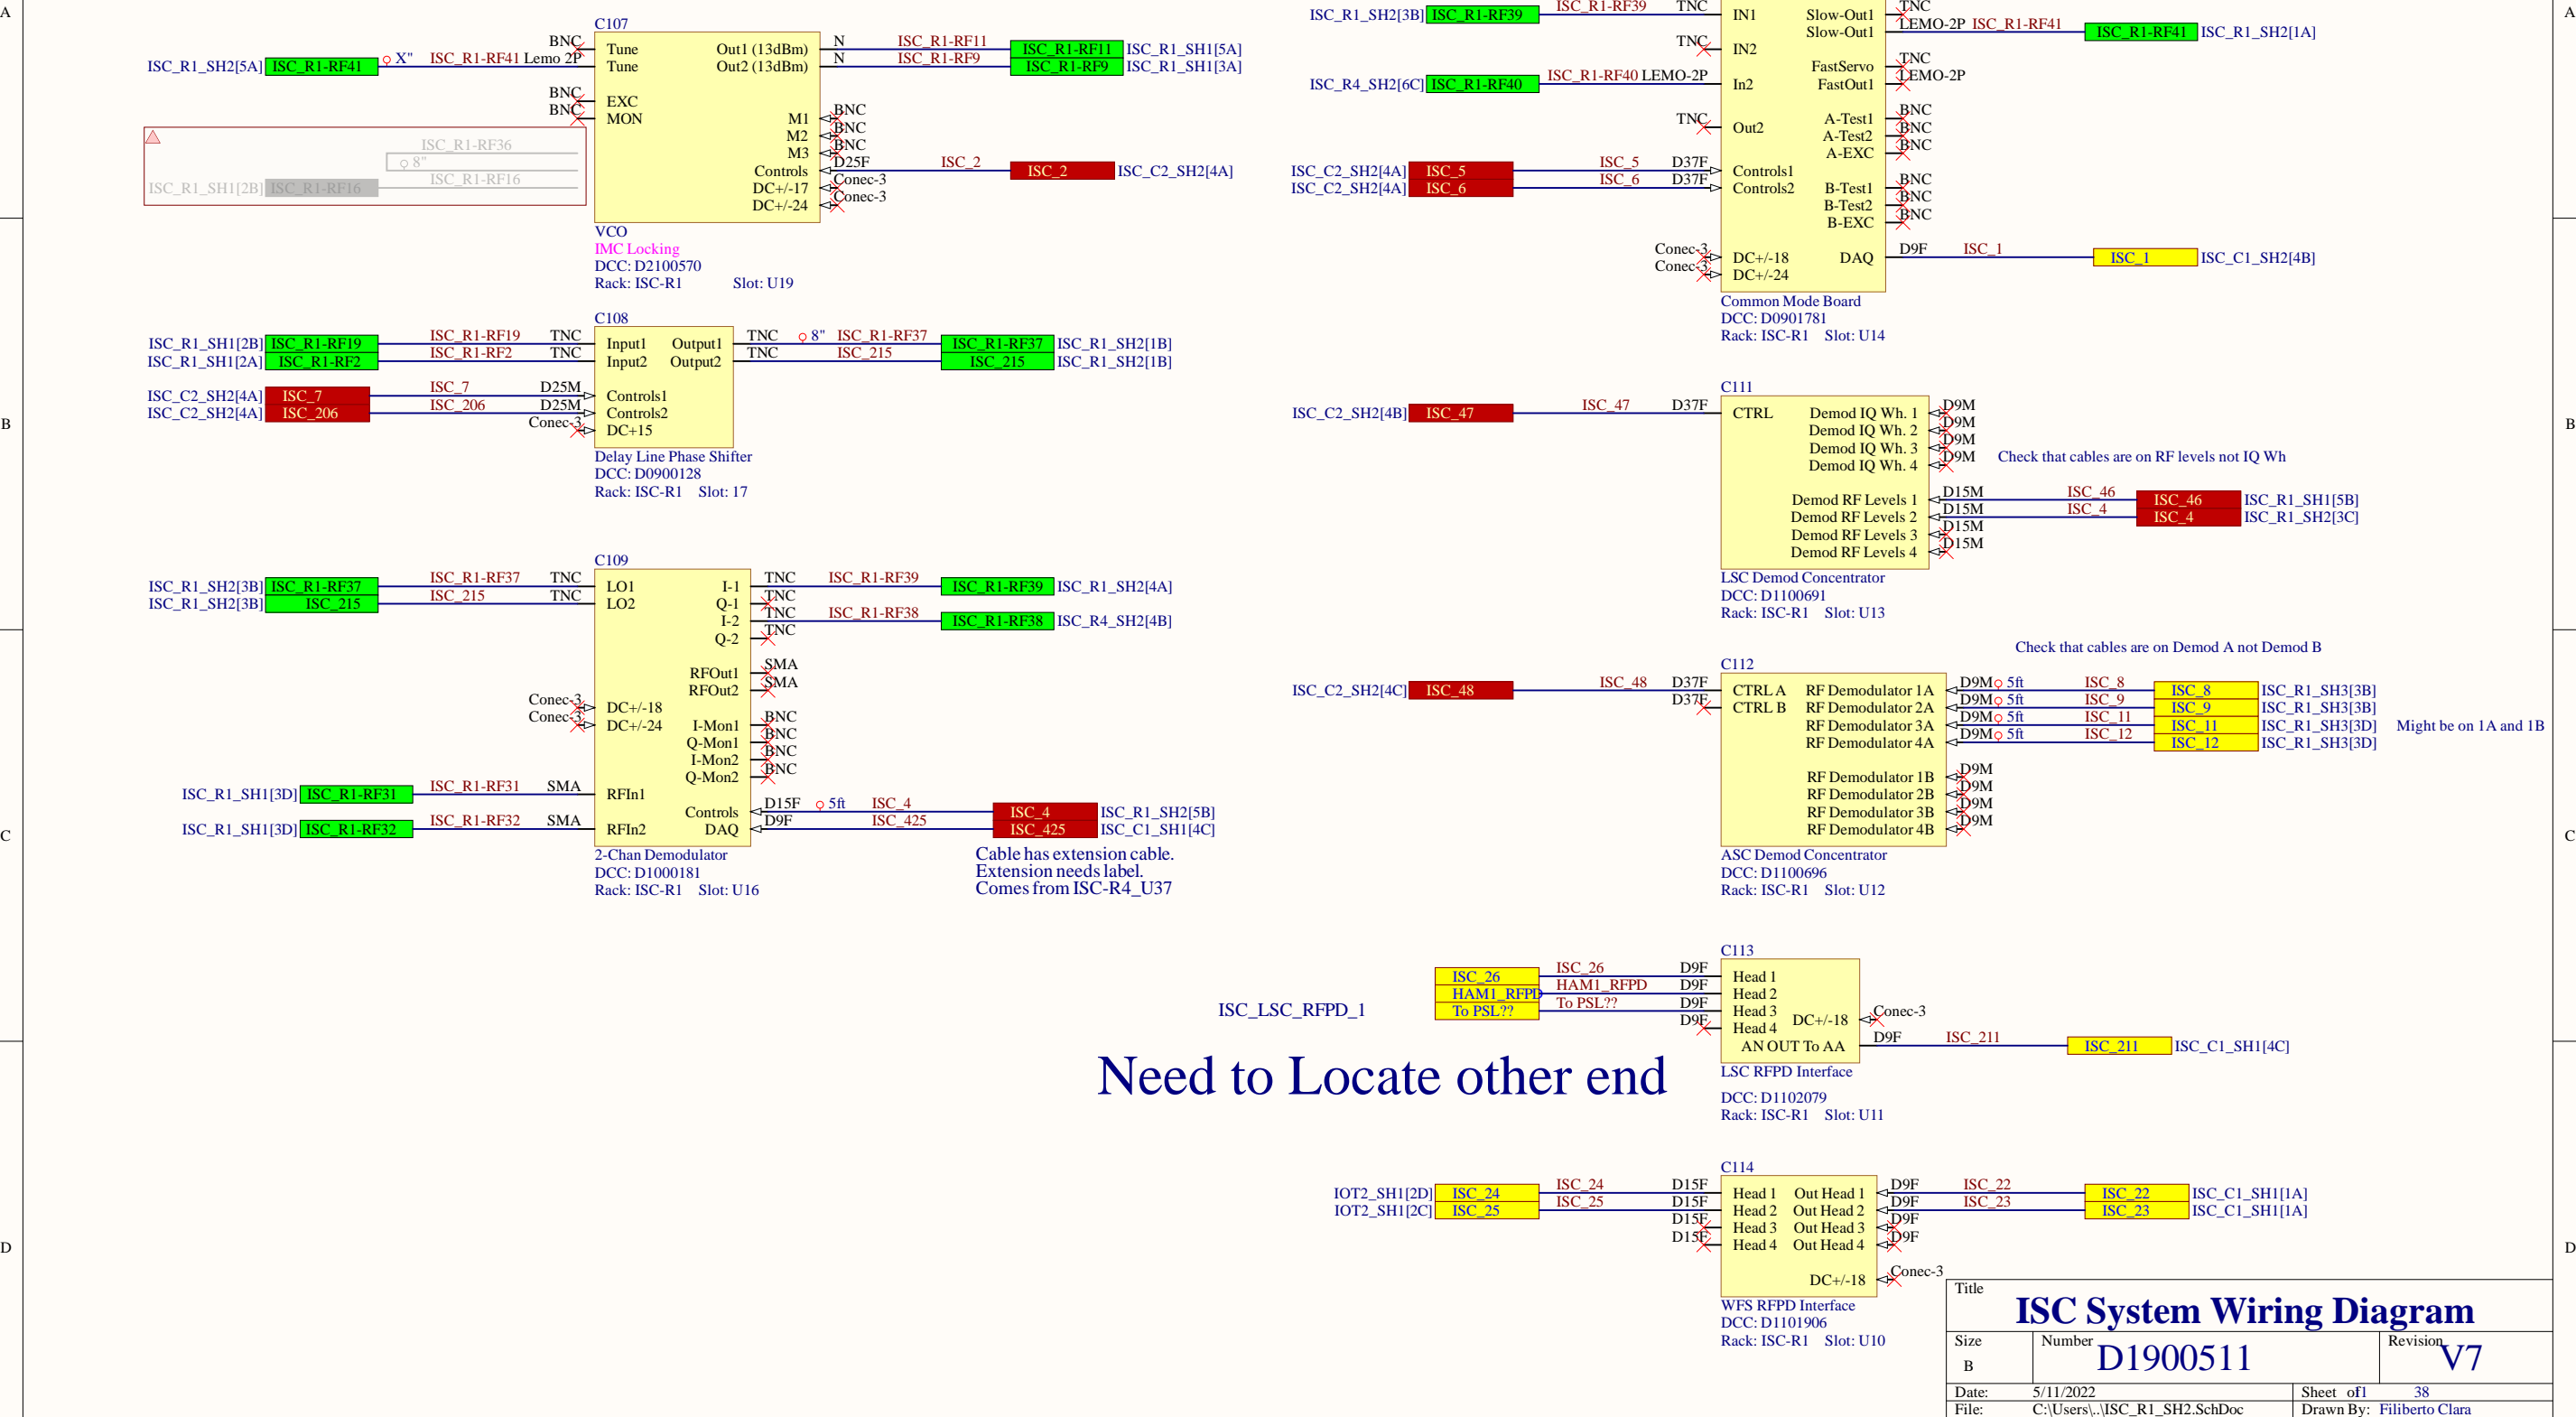 A
C107
BNC
Tune
Out1 (13dBm)
N
ISC_R1-RF11
ISC_R1-RF11
ISC_R1_SH1[5A]
ISC_R1_SH2[5A]
ISC_R1-RF41
X"
ISC_R1-RF41
Lemo 2P
Tune
Out2 (13dBm)
N
ISC_R1-RF9
ISC_R1-RF9
ISC_R1_SH1[3A]
BNC
EXC
BNC
MON
M1
BNC
M2
BNC
M3
BNC
Controls
D25F
ISC_2
ISC_2
ISC_C2_SH2[4A]
DC+/-17
Conec-3
DC+/-24
Conec-3
ISC_R1-RF36
8"
ISC_R1-RF16
ISC_R1_SH1[2B]
ISC_R1-RF16
VCO
IMC Locking
DCC: D2100570
Rack: ISC-R1 Slot: U19
ISC_R1_SH2[3B]
ISC_R1-RF39
ISC_R1-RF39
TNC
IN1
Slow-Out1
TNC
Slow-Out1
LEMO-2P
ISC_R1-RF41
ISC_R1-RF41
ISC_R1_SH2[1A]
A
TNC
IN2
FastServo
TNC
ISC_R4_SH2[6C]
ISC_R1-RF40
ISC_R1-RF40
LEMO-2P
In2
FastOut1
LEMO-2P
A-Test1
BNC
TNC
Out2
A-Test2
BNC
A-EXC
BNC
ISC_C2_SH2[4A]
ISC_5
ISC_5
D37F
Controls1
ISC_C2_SH2[4A]
ISC_6
ISC_6
D37F
Controls2
B-Test1
BNC
B-Test2
BNC
B-EXC
BNC
Conec-3
DC+/-18
DAQ
D9F
ISC_1
ISC_1
ISC_C1_SH2[4B]
Conec-3
DC+/-24
Common Mode Board
DCC: D0901781
Rack: ISC-R1 Slot: U14
B
C108
ISC_R1_SH1[2B]
ISC_R1-RF19
ISC_R1-RF19
TNC
Input1
Output1
TNC
8"
ISC_R1-RF37
ISC_R1-RF37
ISC_R1_SH2[1B]
ISC_R1_SH1[2A]
ISC_R1-RF2
ISC_R1-RF2
TNC
Input2
Output2
TNC
ISC_215
ISC_215
ISC_R1_SH2[1B]
ISC_C2_SH2[4A]
ISC_7
ISC_7
D25M
Controls1
ISC_C2_SH2[4A]
ISC_206
ISC_206
D25M
Controls2
Conec-3
DC+15
Delay Line Phase Shifter
DCC: D0900128
Rack: ISC-R1 Slot: 17
C111
ISC_C2_SH2[4B]
ISC_47
ISC_47
D37F
CTRL
Demod IQ Wh. 1
D9M
Demod IQ Wh. 2
D9M
Demod IQ Wh. 3
D9M
Demod IQ Wh. 4
D9M
Check that cables are on RF levels not IQ Wh
Demod RF Levels 1
D15M
ISC_46
ISC_46
ISC_R1_SH1[5B]
Demod RF Levels 2
D15M
ISC_4
ISC_4
ISC_R1_SH2[3C]
Demod RF Levels 3
D15M
Demod RF Levels 4
D15M
LSC Demod Concentrator
DCC: D1100691
Rack: ISC-R1 Slot: U13
B
C109
ISC_R1_SH2[3B]
ISC_R1-RF37
ISC_R1-RF37
TNC
LO1
I-1
TNC
ISC_R1-RF39
ISC_R1-RF39
ISC_R1_SH2[4A]
ISC_R1_SH2[3B]
ISC_215
ISC_215
TNC
LO2
Q-1
TNC
I-2
TNC
ISC_R1-RF38
ISC_R1-RF38
ISC_R4_SH2[4B]
Q-2
TNC
RFOut1
SMA
RFOut2
SMA
Conec-3
DC+/-18
Conec-3
DC+/-24
I-Mon1
BNC
Q-Mon1
BNC
I-Mon2
BNC
Q-Mon2
BNC
ISC_R1_SH1[3D]
ISC_R1-RF31
ISC_R1-RF31
SMA
RFIn1
Controls
D15F
5ft
ISC_4
ISC_4
ISC_R1_SH2[5B]
ISC_R1_SH1[3D]
ISC_R1-RF32
ISC_R1-RF32
SMA
RFIn2
DAQ
D9F
ISC_425
ISC_425
ISC_C1_SH1[4C]
2-Chan Demodulator
DCC: D1000181
Rack: ISC-R1 Slot: U16
Cable has extension cable.
Extension needs label.
Comes from ISC-R4_U37
C
Check that cables are on Demod A not Demod B
C112
ISC_C2_SH2[4C]
ISC_48
ISC_48
D37F
CTRL A
RF Demodulator 1A
D9M
5ft
ISC_8
ISC_8
ISC_R1_SH3[3B]
D37F
CTRL B
RF Demodulator 2A
D9M
5ft
ISC_9
ISC_9
ISC_R1_SH3[3B]
RF Demodulator 3A
D9M
5ft
ISC_11
ISC_11
ISC_R1_SH3[3D]
Might be on 1A and 1B
RF Demodulator 4A
D9M
5ft
ISC_12
ISC_12
ISC_R1_SH3[3D]
RF Demodulator 1B
D9M
RF Demodulator 2B
D9M
RF Demodulator 3B
D9M
RF Demodulator 4B
D9M
ASC Demod Concentrator
DCC: D1100696
Rack: ISC-R1 Slot: U12
C
C113
ISC_26
ISC_26
D9F
Head 1
HAM1_RFPD
HAM1_RFPD
D9F
Head 2
ISC_LSC_RFPD_1
To PSL??
To PSL??
D9F
Head 3
DC+/-18
Conec-3
D9F
Head 4
AN OUT To AA
D9F
ISC_211
ISC_211
ISC_C1_SH1[4C]
LSC RFPD Interface
DCC: D1102079
Rack: ISC-R1 Slot: U11
Need to Locate other end
D
C114
IOT2_SH1[2D]
ISC_24
ISC_24
D15F
Head 1
Out Head 1
D9F
ISC_22
ISC_22
ISC_C1_SH1[1A]
IOT2_SH1[2C]
ISC_25
ISC_25
D15F
Head 2
Out Head 2
D9F
ISC_23
ISC_23
ISC_C1_SH1[1A]
D15F
Head 3
Out Head 3
D9F
D15F
Head 4
Out Head 4
D9F
DC+/-18
Conec-3
WFS RFPD Interface
DCC: D1101906
Rack: ISC-R1 Slot: U10
D
Title
ISC System Wiring Diagram
Size
B
Number
D1900511
Revision
V7
Date: 5/11/2022
Sheet of1 38
File: C:\Users\..\ISC_R1_SH2.SchDoc
Drawn By: Filiberto Clara